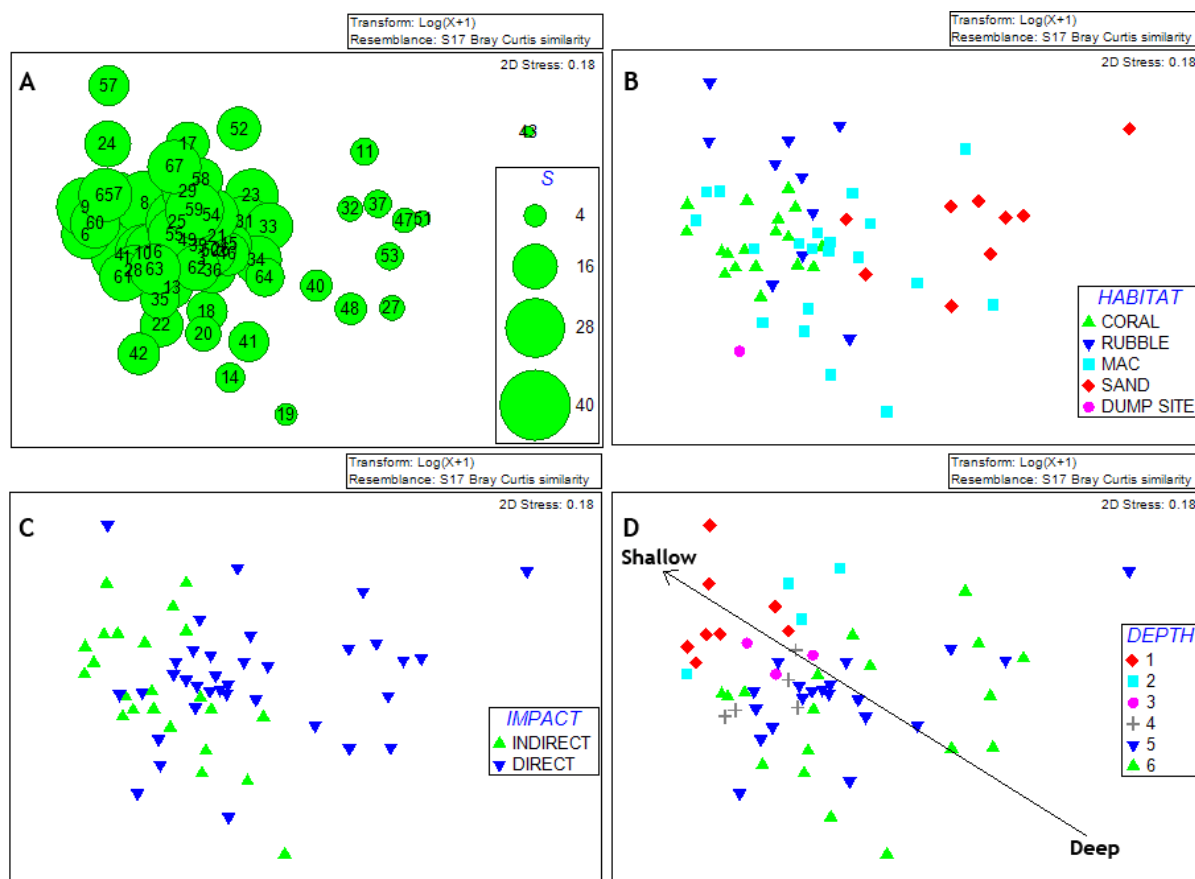 Transform: Log(X+1)
Resemblance: S17 Bray Curtis similarity
A
2D Stress: 0.18
57
52
24
17
11
67
58
657
29
8
23
9
59
32
37
54
60
25
31
33
47
51
6
55
21
49
53
34
10
63
62
36
64
61
28
40
13
35
18
48
27
22
20
41
42
14
19
S
4
16
28
40
Transform: Log(X+1)
Resemblance: S17 Bray Curtis similarity
B
2D Stress: 0.18
HABITAT
CORAL
RUBBLE
MAC
SAND
DUMP SITE
Transform: Log(X+1)
Resemblance: S17 Bray Curtis similarity
C
2D Stress: 0.18
IMPACT
INDIRECT
DIRECT
Transform: Log(X+1)
Resemblance: S17 Bray Curtis similarity
D
2D Stress: 0.18
Shallow
DEPTH
1
2
3
4
5
6
Deep